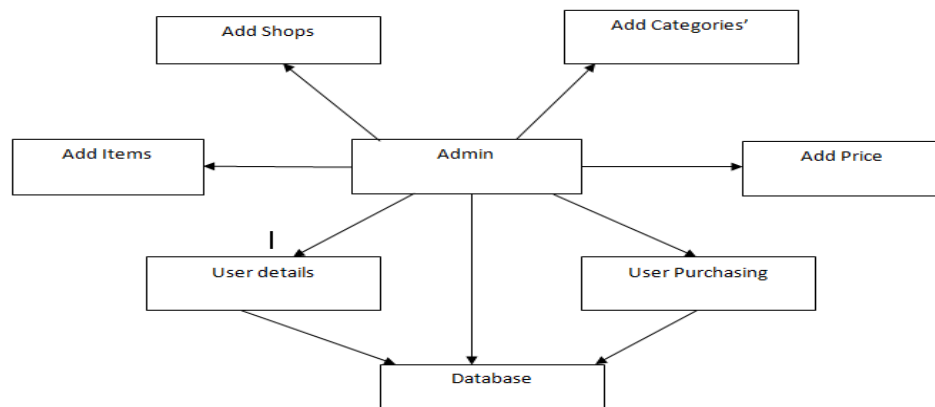 Add Shops
Add Categories’
Add Items
Admin
Add Price
User details
User Purchasing
Database